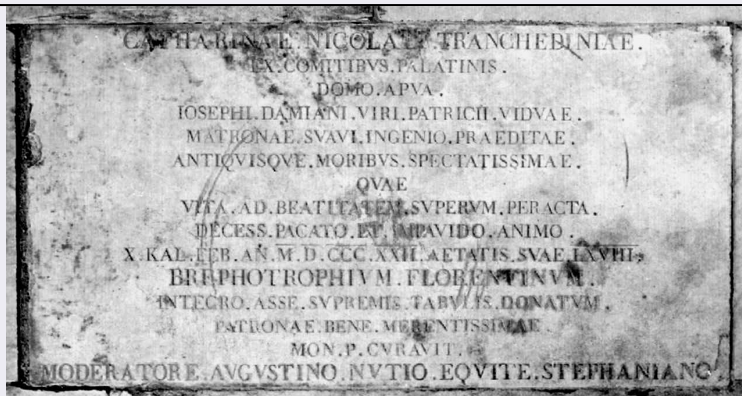 CATHARINAE . NICOLAI . F . TRANCHEDINIAE .
EX . COMITIBVS . PALATINIS .
DOMO . APVA .
IOSEPHI . DAMIANI . VIRI . PATRICII . VIDVAE .
MATRONAE . SVAVI . INGENIO . PRAEDITAE .
ANTIQVISQVE . MORIBVS . SPECTATISSIMAE .
QVAE
VITA . AD . BEATITATEM . SVPERVM . PERACTA .
DECESS . PACATO . ET . IMPAVIDO . ANIMO .
X . KAL . FEB . AN . M . D . CCC . XXII . AETATIS . SVAE . LXVIII .
BREPHOTROPHIVM . FLORENTINVM .
INTEGRO . ASSE . SVPREMIS . TABVLIS . DONATVM .
PATRONAE . BENE . MERENTISSIMAE .
MON . P . CVRAVIT .
MODERATORE . AVGVSTINO . NVTIO . EQVITE . STEPHANIANO .